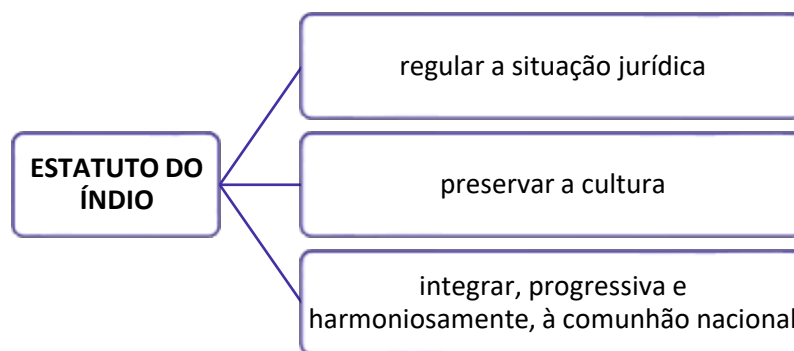 ESTATUTO DO
ÍNDIO
regular a situação jurídica
preservar a cultura
integrar, progressiva e
harmoniosamente, à comunhão nacional